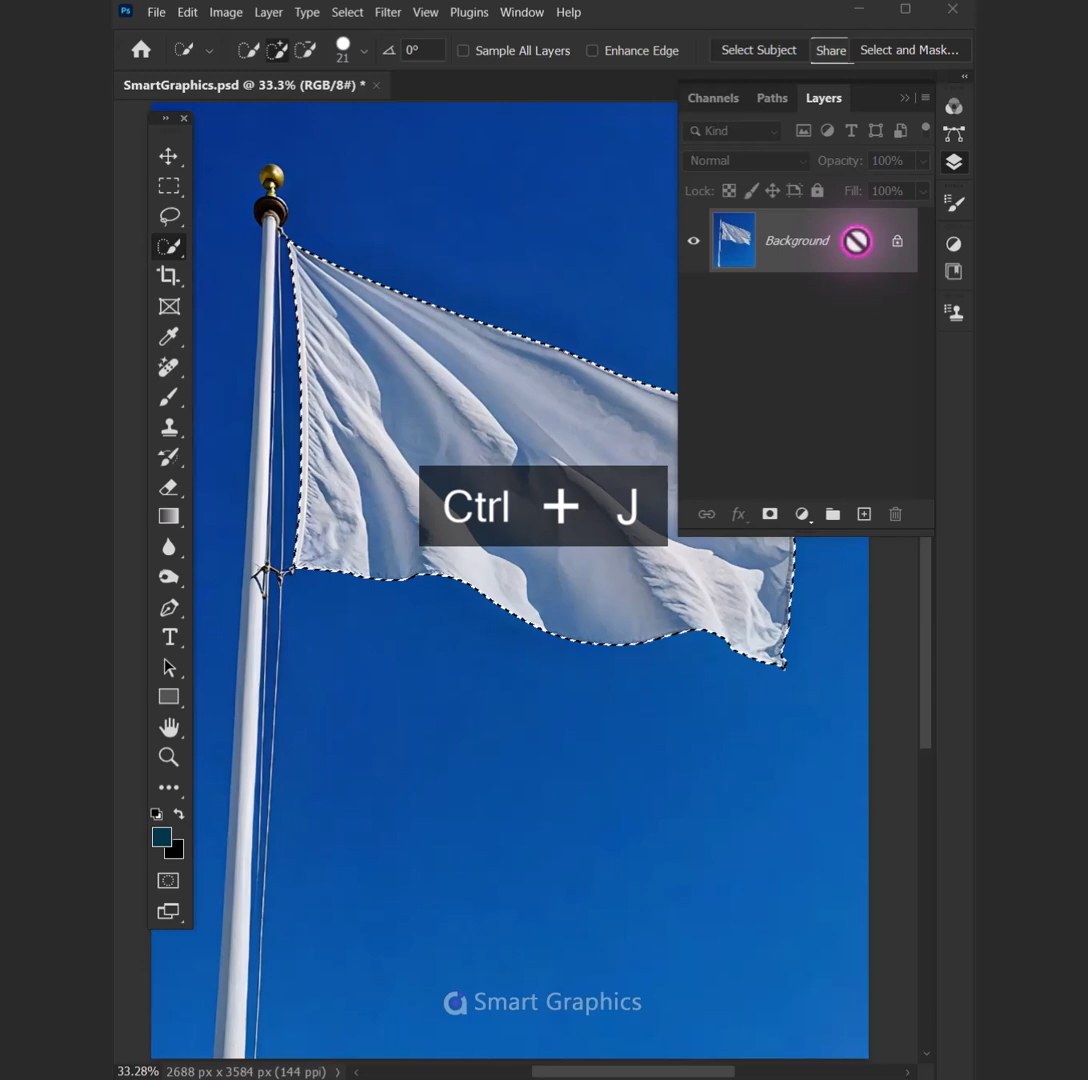 Ps File Edit Image Layer Type Select Filter View Plugins Window Help
21 0° Sample All Layers Enhance Edge Select Subject Share Select and Mask...
SmartGraphics.psd @ 33.3% (RGB/8#) * ×
Channels Paths Layers
Kind
Normal Opacity: 100%
Lock: Fill: 100%
Background
Ctrl + J
fx
T
Smart Graphics
33.28% 2688 px x 3584 px (144 ppi)